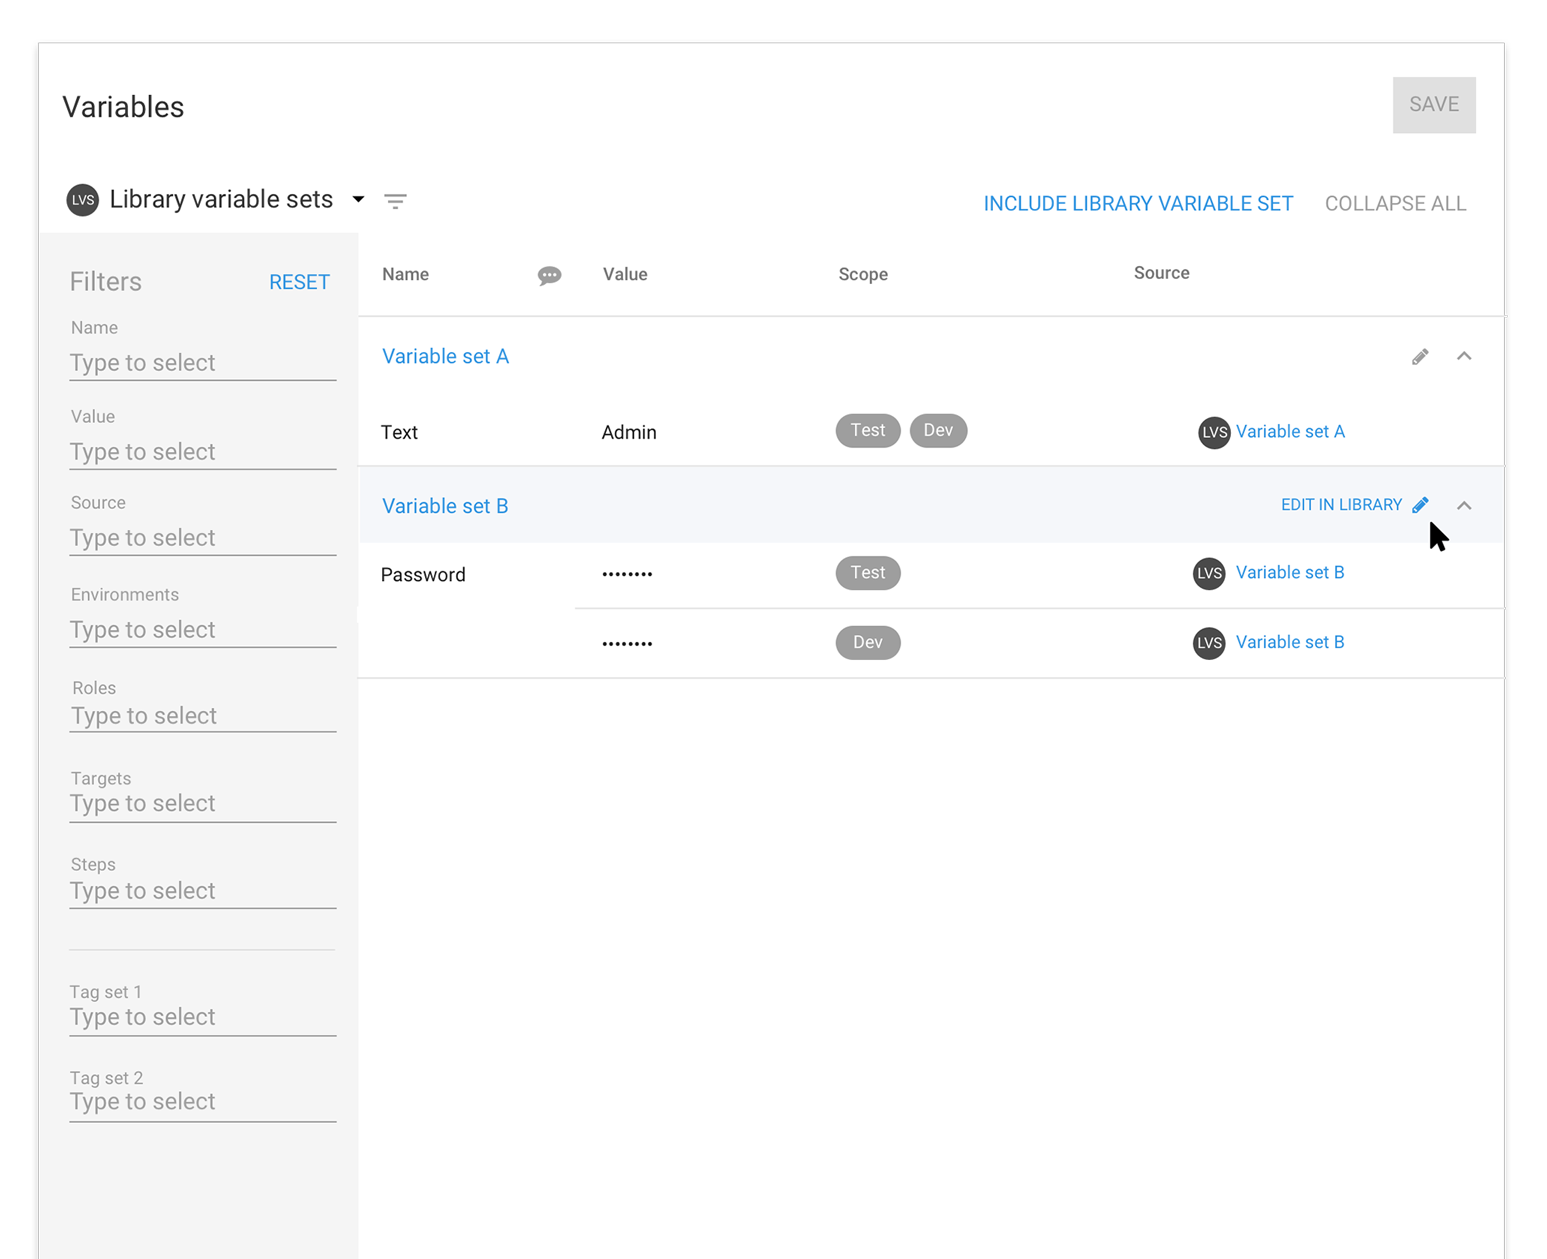 Variables
SAVE
LVS Library variable sets
INCLUDE LIBRARY VARIABLE SET COLLAPSE ALL
Filters RESET
Name
Type to select
Value
Type to select
Source
Type to select
Environments
Type to select
Roles
Type to select
Targets
Type to select
Steps
Type to select
Tag set 1
Type to select
Tag set 2
Type to select
Name Value Scope Source
Variable set A
Text Admin Test Dev LVS Variable set A
Variable set B EDIT IN LIBRARY
Password •••••••• Test LVS Variable set B
•••••••• Dev LVS Variable set B